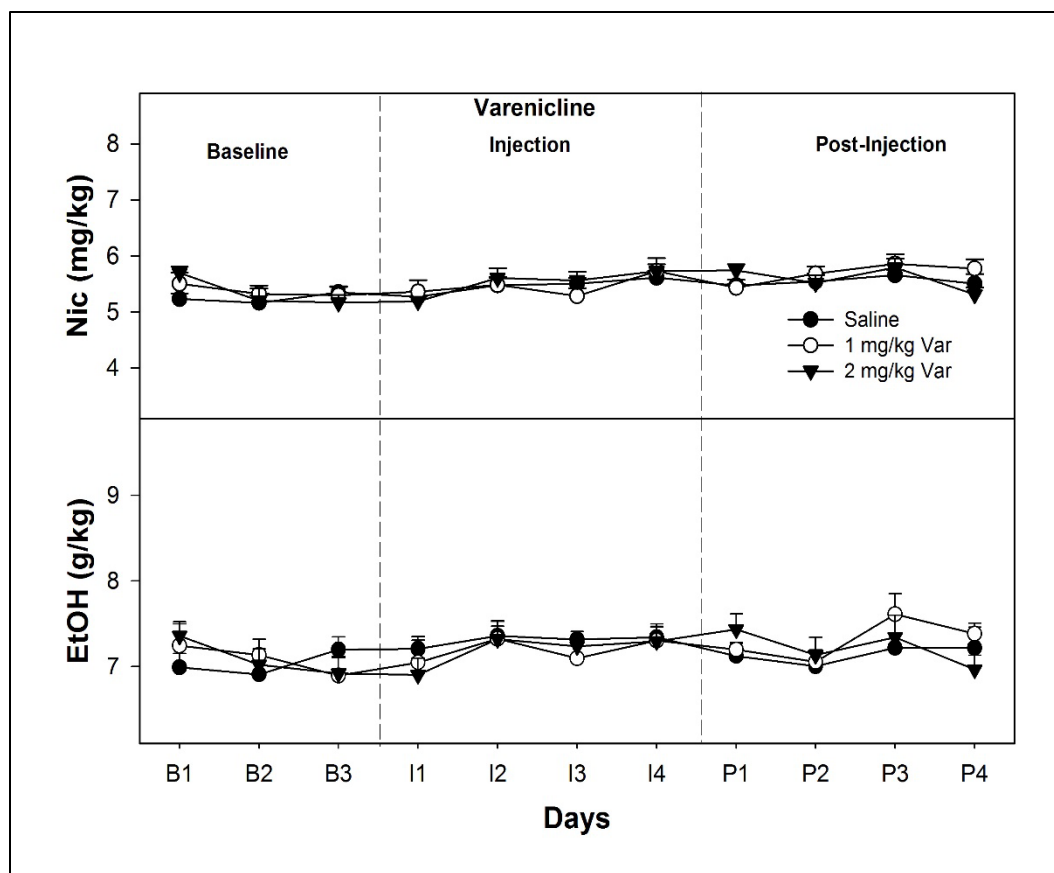 Varenicline
Baseline Injection Post-Injection
Nic (mg/kg)
8
7
6
5
4
Saline
1 mg/kg Var
2 mg/kg Var
EtOH (g/kg)
9
8
7
B1 B2 B3 I1 I2 I3 I4 P1 P2 P3 P4
Days